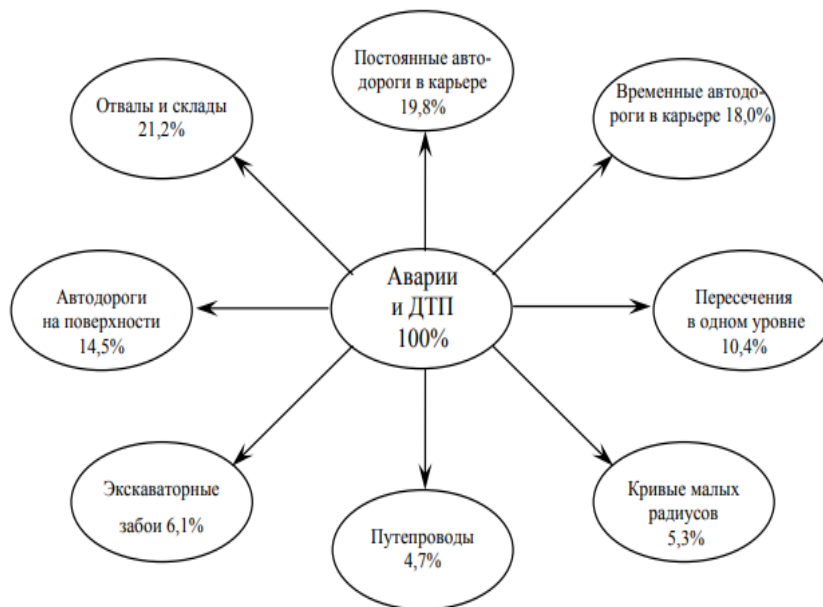 Постоянные авто-
дороги в карьере
19,8%
Отвалы и склады
21,2%
Временные автодо-
роги в карьере 18,0%
Аварии
и ДТП
100%
Автодороги
на поверхности
14,5%
Пересечения
в одном уровне
10,4%
Экскаваторные
забои 6,1%
Путепроводы
4,7%
Кривые малых
радиусов
5,3%